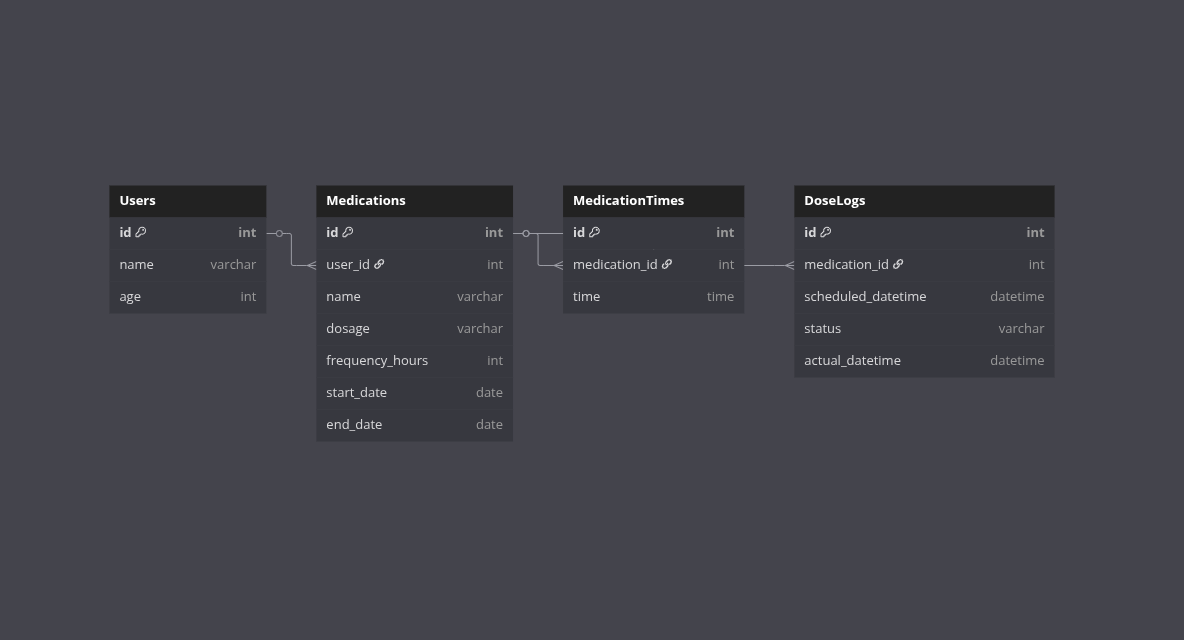 Users
id int
name varchar
age int
Medications
id int
user_id int
name varchar
dosage varchar
frequency_hours int
start_date date
end_date date
MedicationTimes
id int
medication_id int
time time
DoseLogs
id int
medication_id int
scheduled_datetime datetime
status varchar
actual_datetime datetime